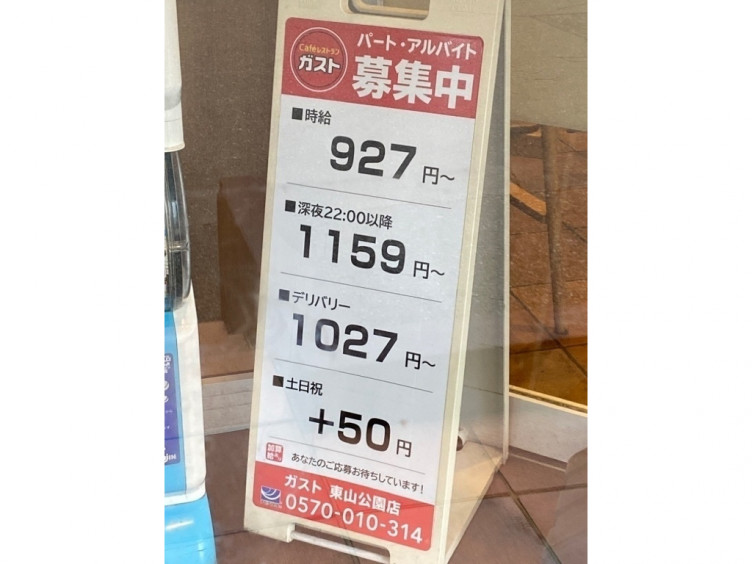 Cafeレストラン
ガスト
パート・アルバイト
募集中
■時給
927円～
■深夜22:00以降
1159円～
■デリバリー
1027円～
■土日祝
+50円
あなたのご応募お待ちしています!
ガスト 東山公園店
0570-010-314